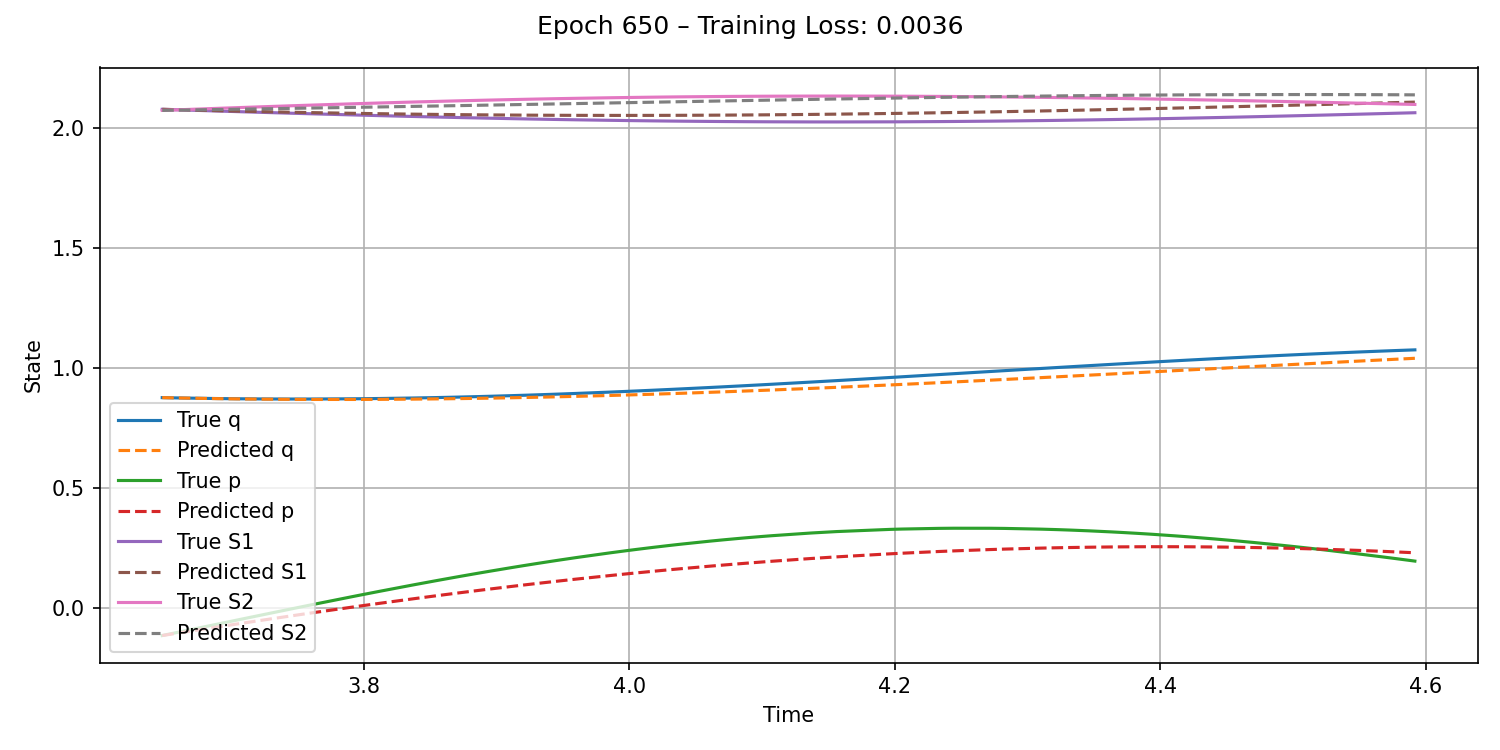 Epoch 650 – Training Loss: 0.0036
State
2.0
1.5
1.0
0.5
0.0
True q
Predicted q
True p
Predicted p
True S1
Predicted S1
True S2
Predicted S2
3.8
4.0
4.2
4.4
4.6
Time